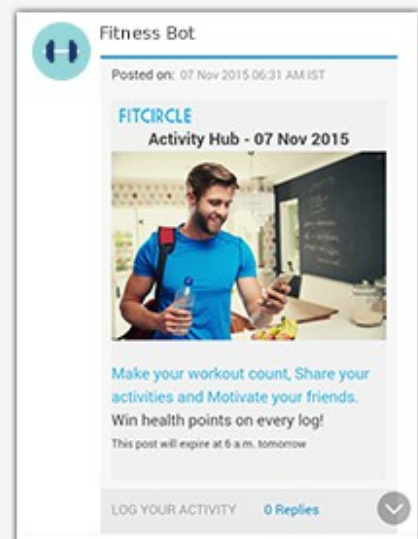 Fitness Bot
Posted on: 07 Nov 2015 06:31 AM IST
FITCIRCLE
Activity Hub - 07 Nov 2015
Make your workout count, Share your
activities and Motivate your friends.
Win health points on every log!
This post will expire at 6 a.m. tomorrow
LOG YOUR ACTIVITY 0 Replies